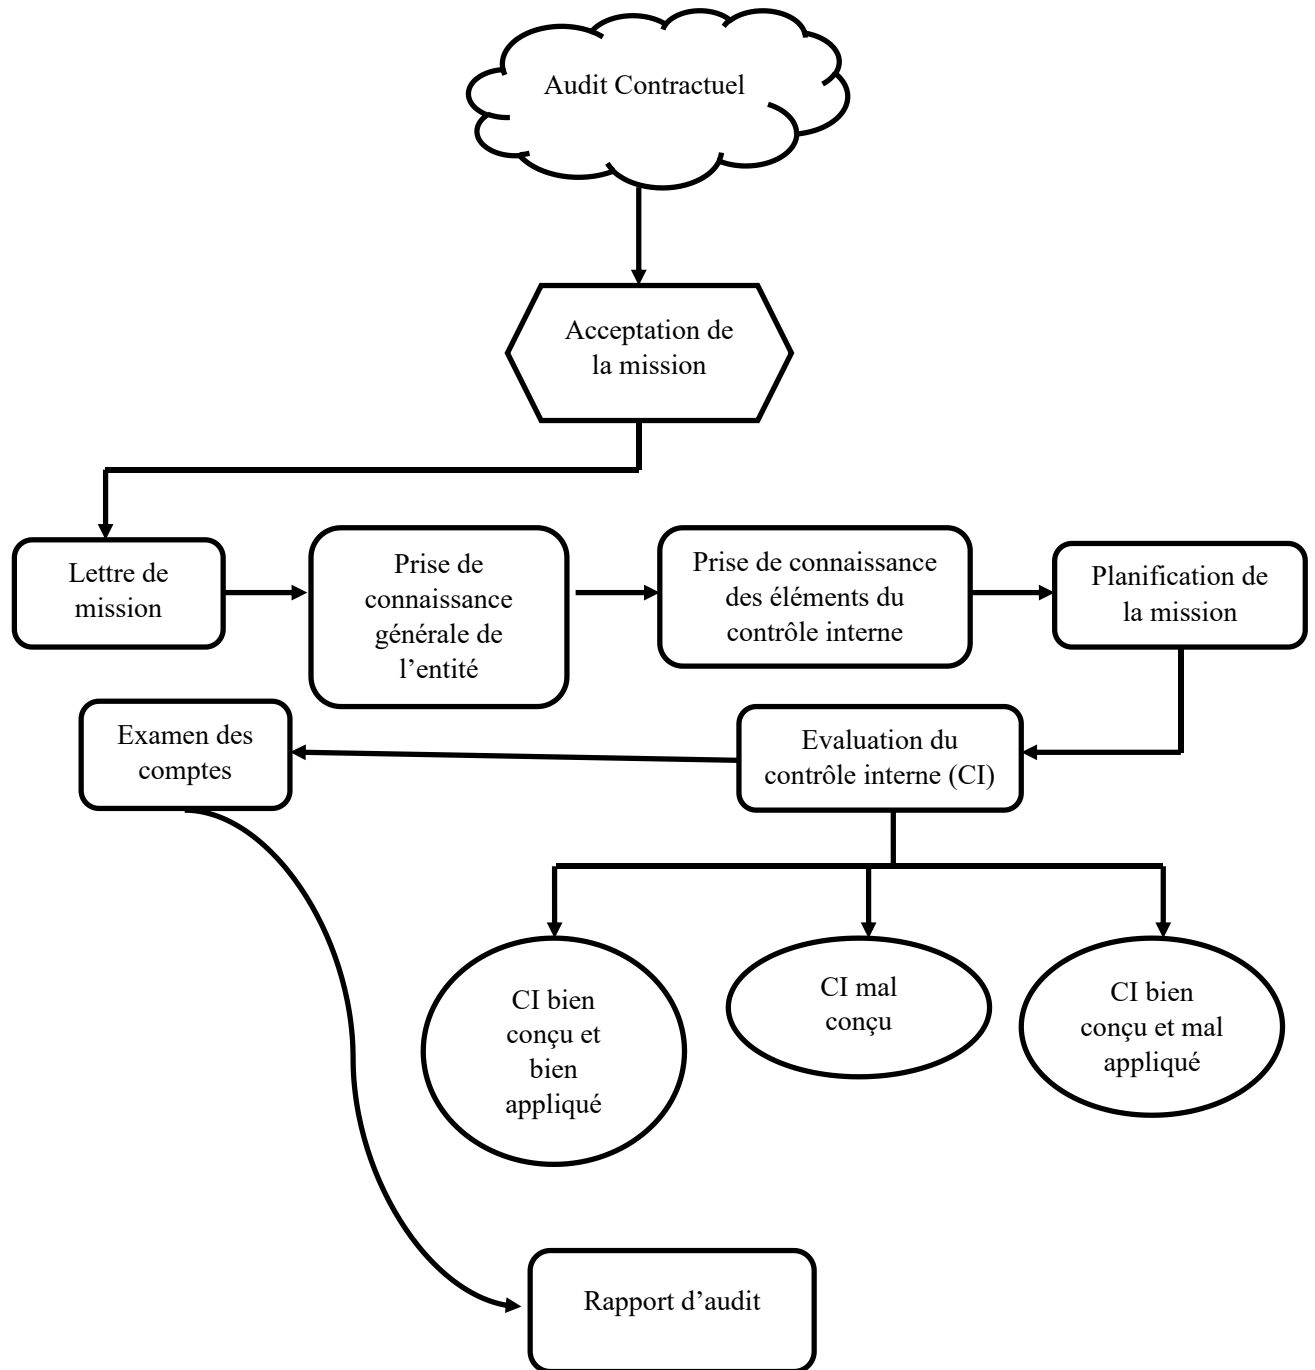 Audit Contractuel
Acceptation de
la mission
Lettre de
mission
Prise de
connaissance
générale de
l’entité
Prise de connaissance
des éléments du
contrôle interne
Planification de
la mission
Evaluation du
contrôle interne (CI)
Examen des
comptes
CI bien
conçu et
bien
appliqué
CI mal
conçu
CI bien
conçu et mal
appliqué
Rapport d’audit